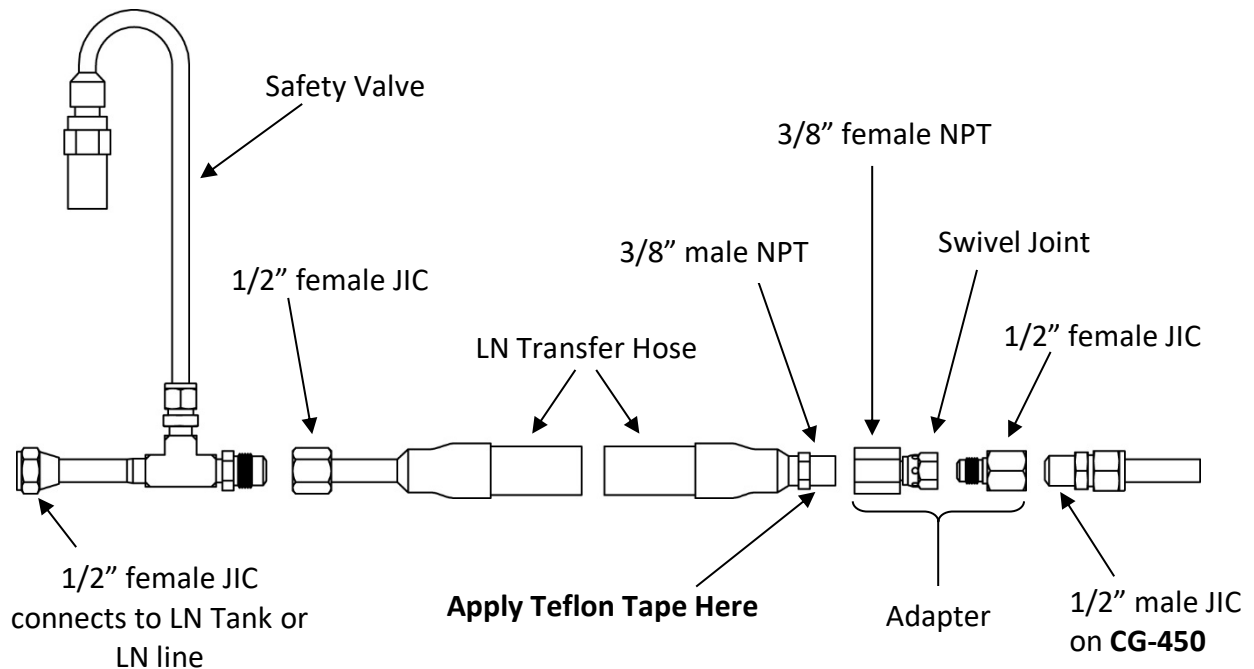 Safety Valve
3/8” female NPT
3/8” male NPT
Swivel Joint
1/2” female JIC
LN Transfer Hose
1/2” female JIC
1/2” female JIC
connects to LN Tank or
LN line
Apply Teflon Tape Here
Adapter
1/2” male JIC
on CG-450